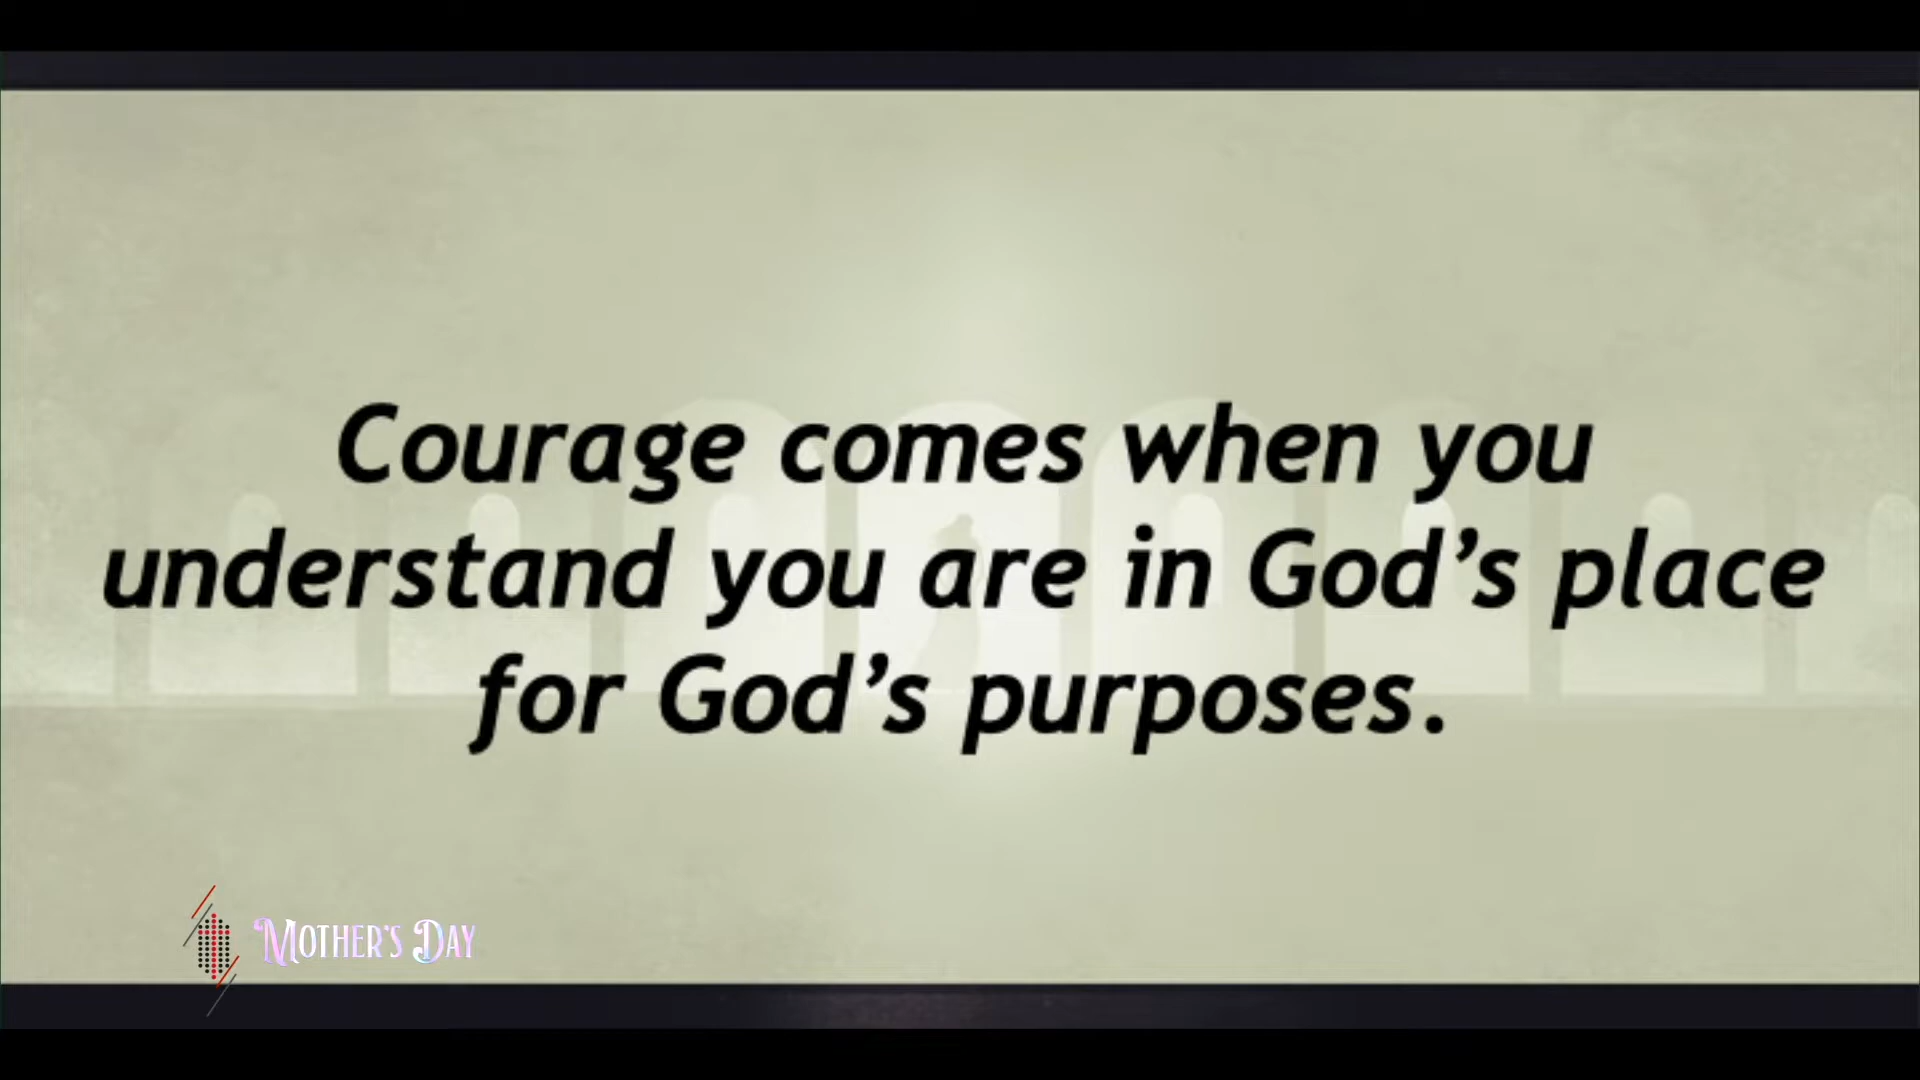 Courage comes when you
understand you are in God’s place
for God’s purposes.
Mother's Day